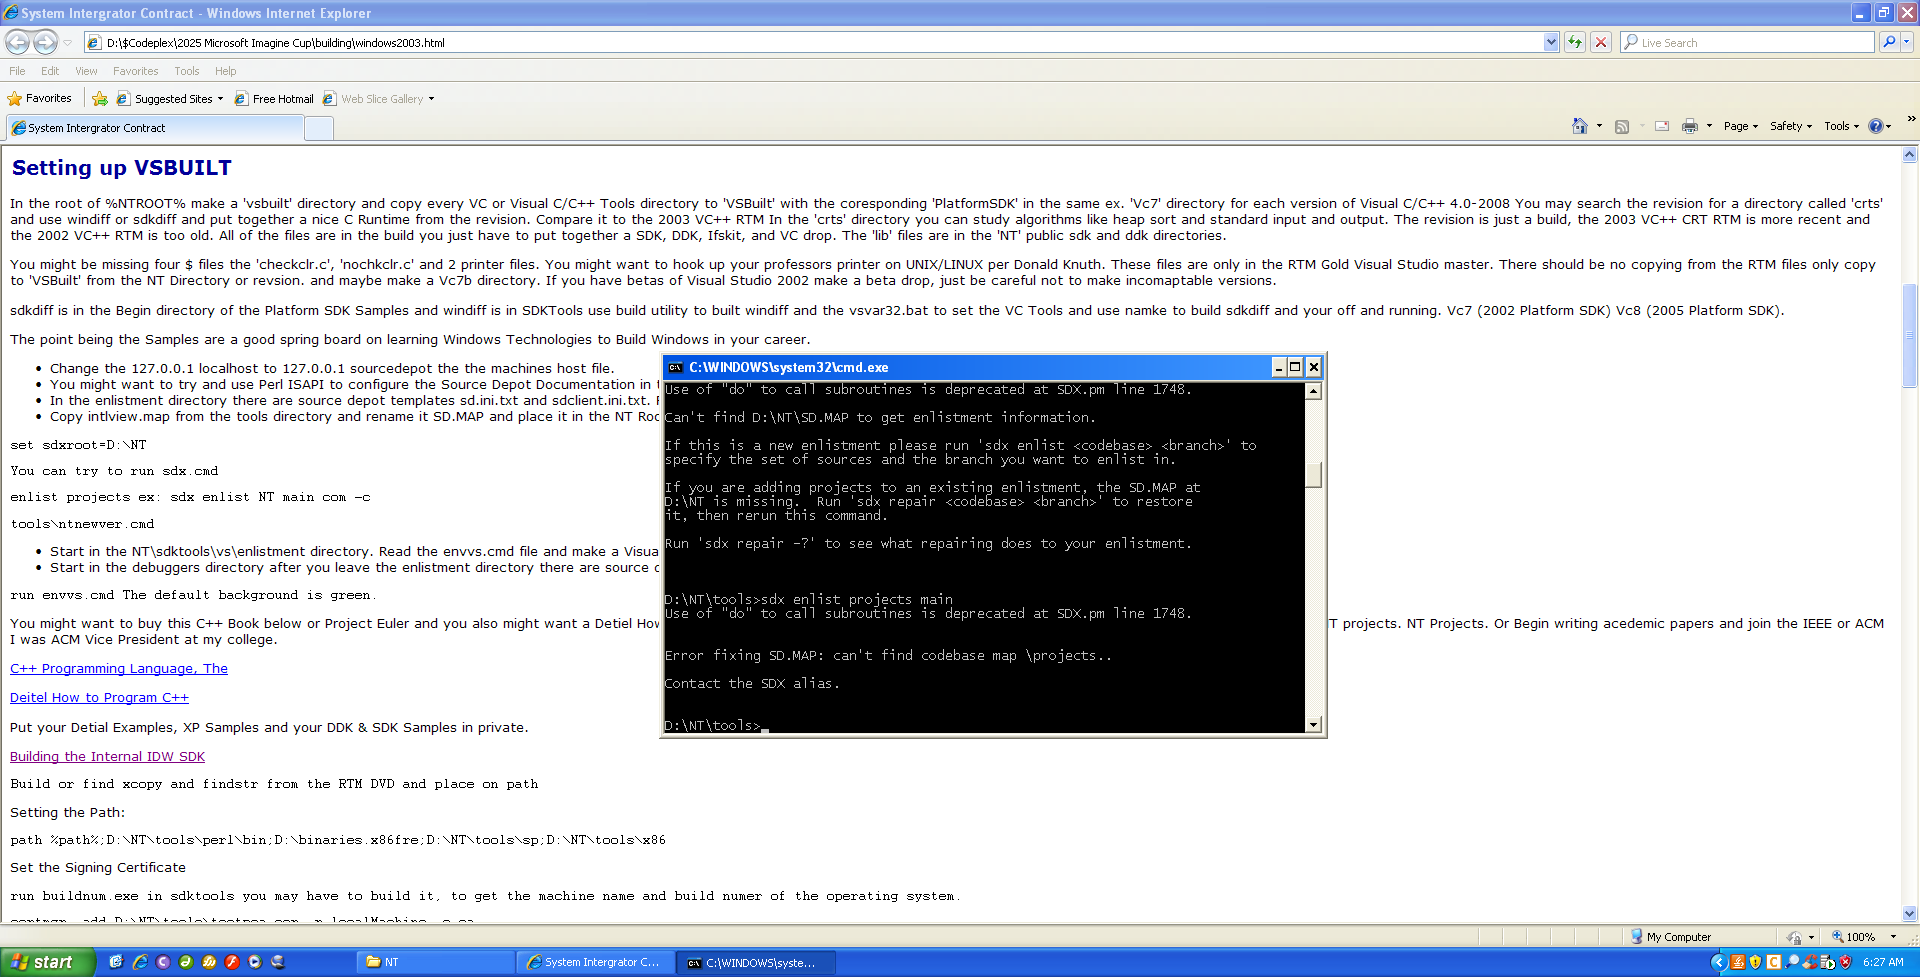 System Intergrator Contract - Windows Internet Explorer
D:\$Codeplex\2025 Microsoft Imagine Cup\building\windows2003.html
Live Search
File Edit View Favorites Tools Help
Favorites Suggested Sites Free Hotmail Web Slice Gallery
System Intergrator Contract
Page Safety Tools
Setting up VSBUILT
In the root of %NTROOT% make a 'vsbuilt' directory and copy every VC or Visual C/C++ Tools directory to 'VSBuilt' with the coresponding 'PlatformSDK' in the same ex. 'Vc7' directory for each version of Visual C/C++ 4.0-2008 You may search the revision for a directory called 'crts'
and use windiff or sdkdiff and put together a nice C Runtime from the revision. Compare it to the 2003 VC++ RTM In the 'crts' directory you can study algorithms like heap sort and standard input and output. The revision is just a build, the 2003 VC++ CRT RTM is more recent and
the 2002 VC++ RTM is too old. All of the files are in the build you just have to put together a SDK, DDK, Ifskit, and VC drop. The 'lib' files are in the 'NT' public sdk and ddk directories.
You might be missing four $ files the 'checkclr.c', 'nochkclr.c' and 2 printer files. You might want to hook up your professors printer on UNIX/LINUX per Donald Knuth. These files are only in the RTM Gold Visual Studio master. There should be no copying from the RTM files only copy
to 'VSBuilt' from the NT Directory or revsion. and maybe make a Vc7b directory. If you have betas of Visual Studio 2002 make a beta drop, just be careful not to make incomaptable versions.
sdkdiff is in the Begin directory of the Platform SDK Samples and windiff is in SDKTools use build utility to built windiff and the vsvar32.bat to set the VC Tools and use namke to build sdkdiff and your off and running. Vc7 (2002 Platform SDK) Vc8 (2005 Platform SDK).
The point being the Samples are a good spring board on learning Windows Technologies to Build Windows in your career.
• Change the 127.0.0.1 localhost to 127.0.0.1 sourcedepot the the machines host file.
• You might want to try and use Perl ISAPI to configure the Source Depot Documentation in
• In the enlistment directory there are source depot templates sd.ini.txt and sdclient.ini.txt.
• Copy intlview.map from the tools directory and rename it SD.MAP and place it in the NT
set sdxroot=D:\NT
You can try to run sdx.cmd
enlist projects ex: sdx enlist NT main com -c
tools\ntnewver.cmd
• Start in the NT\sdktools\vs\enlistment directory. Read the envvs.cmd file and make a
• Start in the debuggers directory after you leave the enlistment directory there are source
run envvs.cmd The default background is green.
You might want to buy this C++ Book below or Project Euler and you also might want a Detiel T projects. NT Projects. Or Begin writing acedemic papers and join the IEEE or ACM
I was ACM Vice President at my college.
C++ Programming Language, The
Deitel How to Program C++
Put your Detial Examples, XP Samples and your DDK & SDK Samples in private.
Building the Internal IDW SDK
Build or find xcopy and findstr from the RTM DVD and place on path
Setting the Path:
path %path%;D:\NT\tools\perl\bin;D:\binaries.x86fre;D:\NT\tools\sp;D:\NT\tools\x86
Set the Signing Certificate
run buildnum.exe in sdktools you may have to build it, to get the machine name and build numer of the operating system.
C:\WINDOWS\system32\cmd.exe
Use of "do" to call subroutines is deprecated at SDX.pm line 1748.
Can't find D:\NT\SD.MAP to get enlistment information.
If this is a new enlistment please run 'sdx enlist <codebase> <branch>' to
specify the set of sources and the branch you want to enlist in.
If you are adding projects to an existing enlistment, the SD.MAP at
D:\NT is missing. Run 'sdx repair <codebase> <branch>' to restore
it, then rerun this command.
Run 'sdx repair -?' to see what repairing does to your enlistment.
D:\NT\tools>sdx enlist projects main
Use of "do" to call subroutines is deprecated at SDX.pm line 1748.
Error fixing SD.MAP: can't find codebase map \projects..
Contact the SDX alias.
D:\NT\tools>
My Computer 100%
start NT System Intergrator C... C:\WINDOWS\syste... 6:27 AM